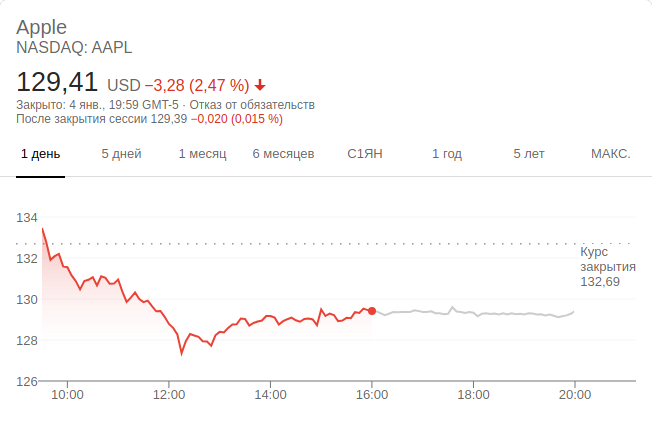 Apple
NASDAQ: AAPL
129,41 USD −3,28 (2,47 %)
Закрыто: 4 янв., 19:59 GMT-5 · Отказ от обязательств
После закрытия сессии 129,39 −0,020 (0,015 %)
1 день 5 дней 1 месяц 6 месяцев С1ЯН 1 год 5 лет МАКС.
134
132
130
128
126
Курс
закрытия
132,69
10:00 12:00 14:00 16:00 18:00 20:00